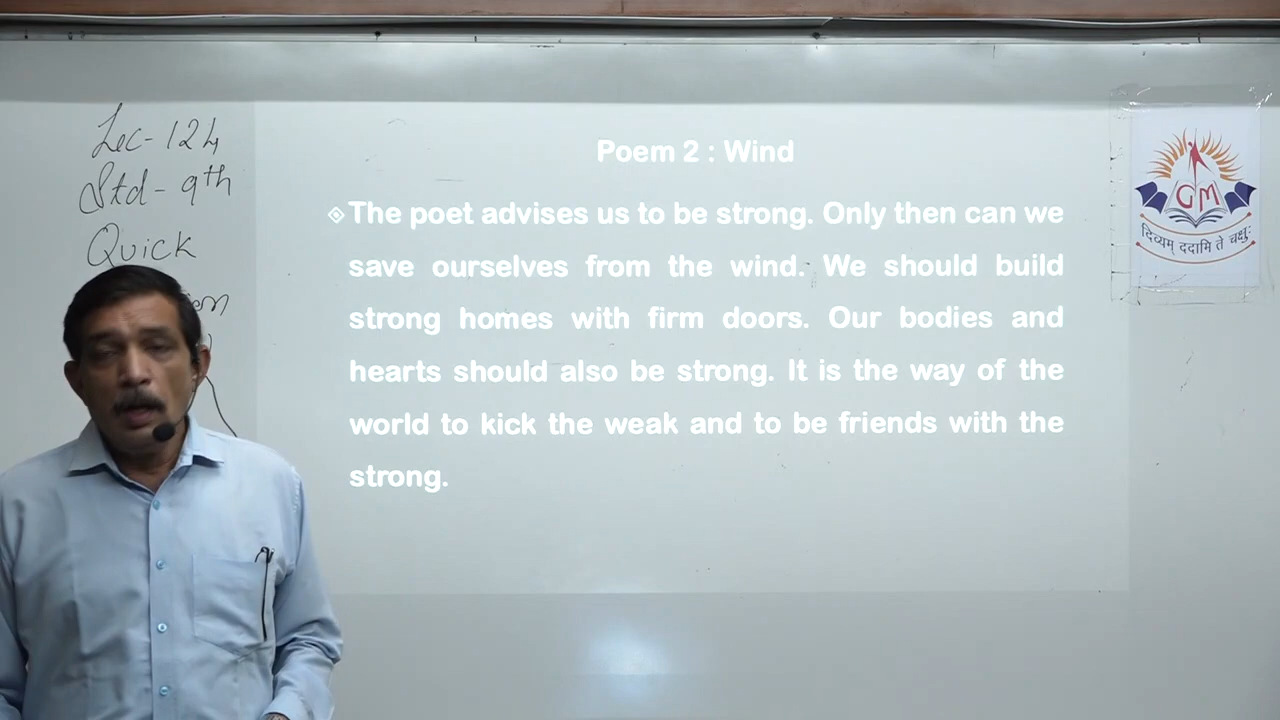 Lec-124
Std-9th
Quick
Poem 2 : Wind
The poet advises us to be strong. Only then can we
save ourselves from the wind. We should build
strong homes with firm doors. Our bodies and
hearts should also be strong. It is the way of the
world to kick the weak and to be friends with the
strong.
GM
दिव्यम् ददामि ते चक्षुः